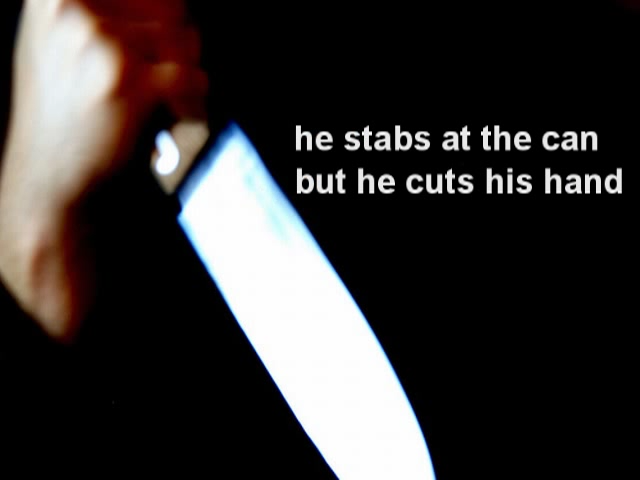 he stabs at the can
but he cuts his hand